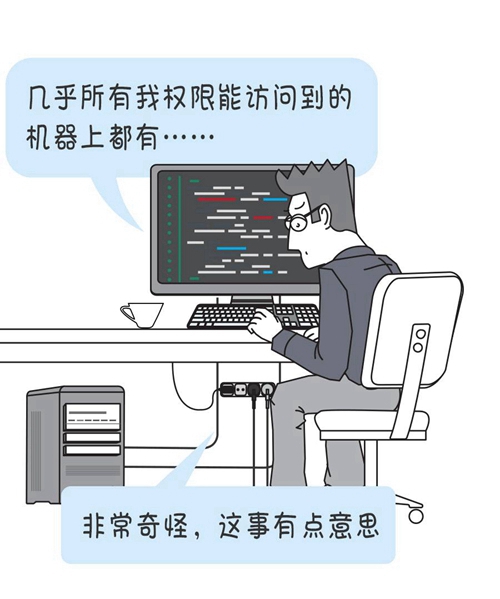 几乎所有我权限能访问到的
机器上都有……
非常奇怪，这事有点意思